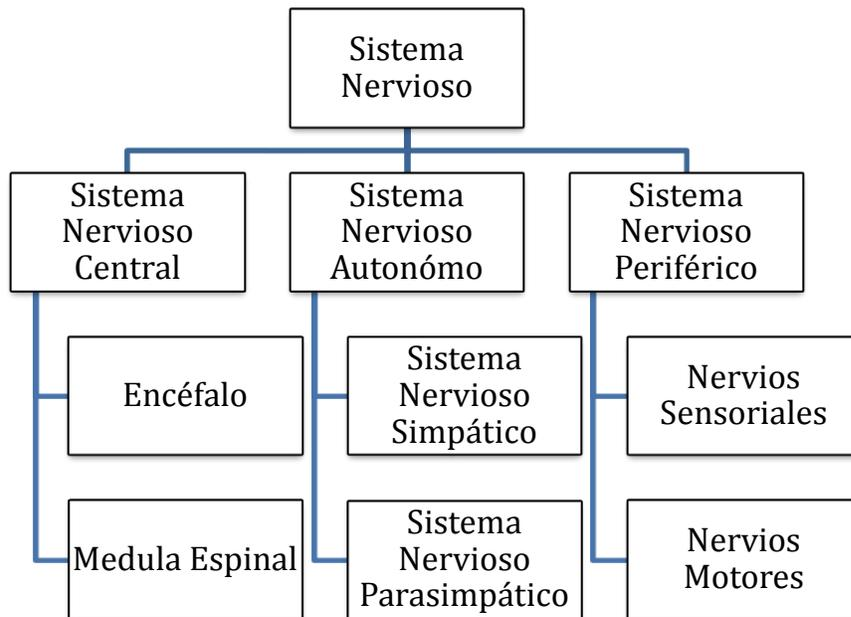 Sistema
Nervioso
Sistema
Nervioso
Central
Sistema
Nervioso
Autonómo
Sistema
Nervioso
Periférico
Encéfalo
Sistema
Nervioso
Simpático
Nervios
Sensoriales
Medula Espinal
Sistema
Nervioso
Parasimpático
Nervios
Motores